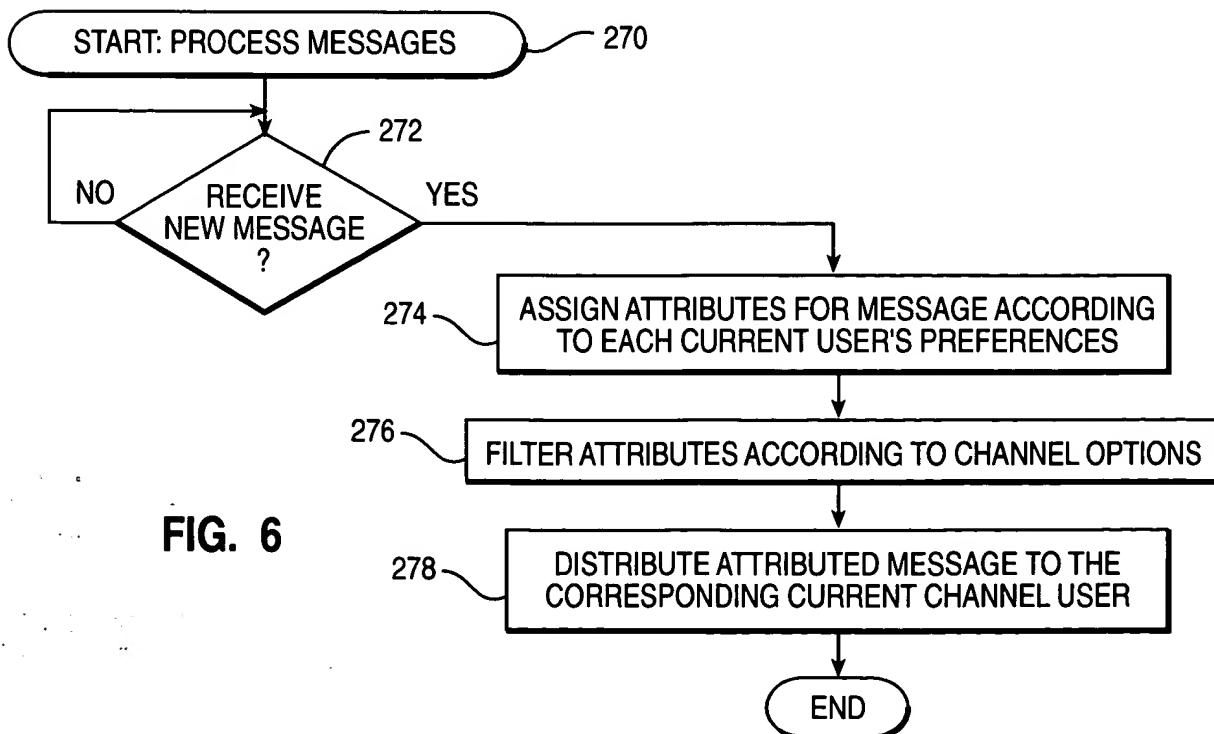 START: PROCESS MESSAGES
270
272
NO
RECEIVE
NEW MESSAGE
?
YES
274
ASSIGN ATTRIBUTES FOR MESSAGE ACCORDING
TO EACH CURRENT USER'S PREFERENCES
276
FILTER ATTRIBUTES ACCORDING TO CHANNEL OPTIONS
FIG. 6
278
DISTRIBUTE ATTRIBUTED MESSAGE TO THE
CORRESPONDING CURRENT CHANNEL USER
END